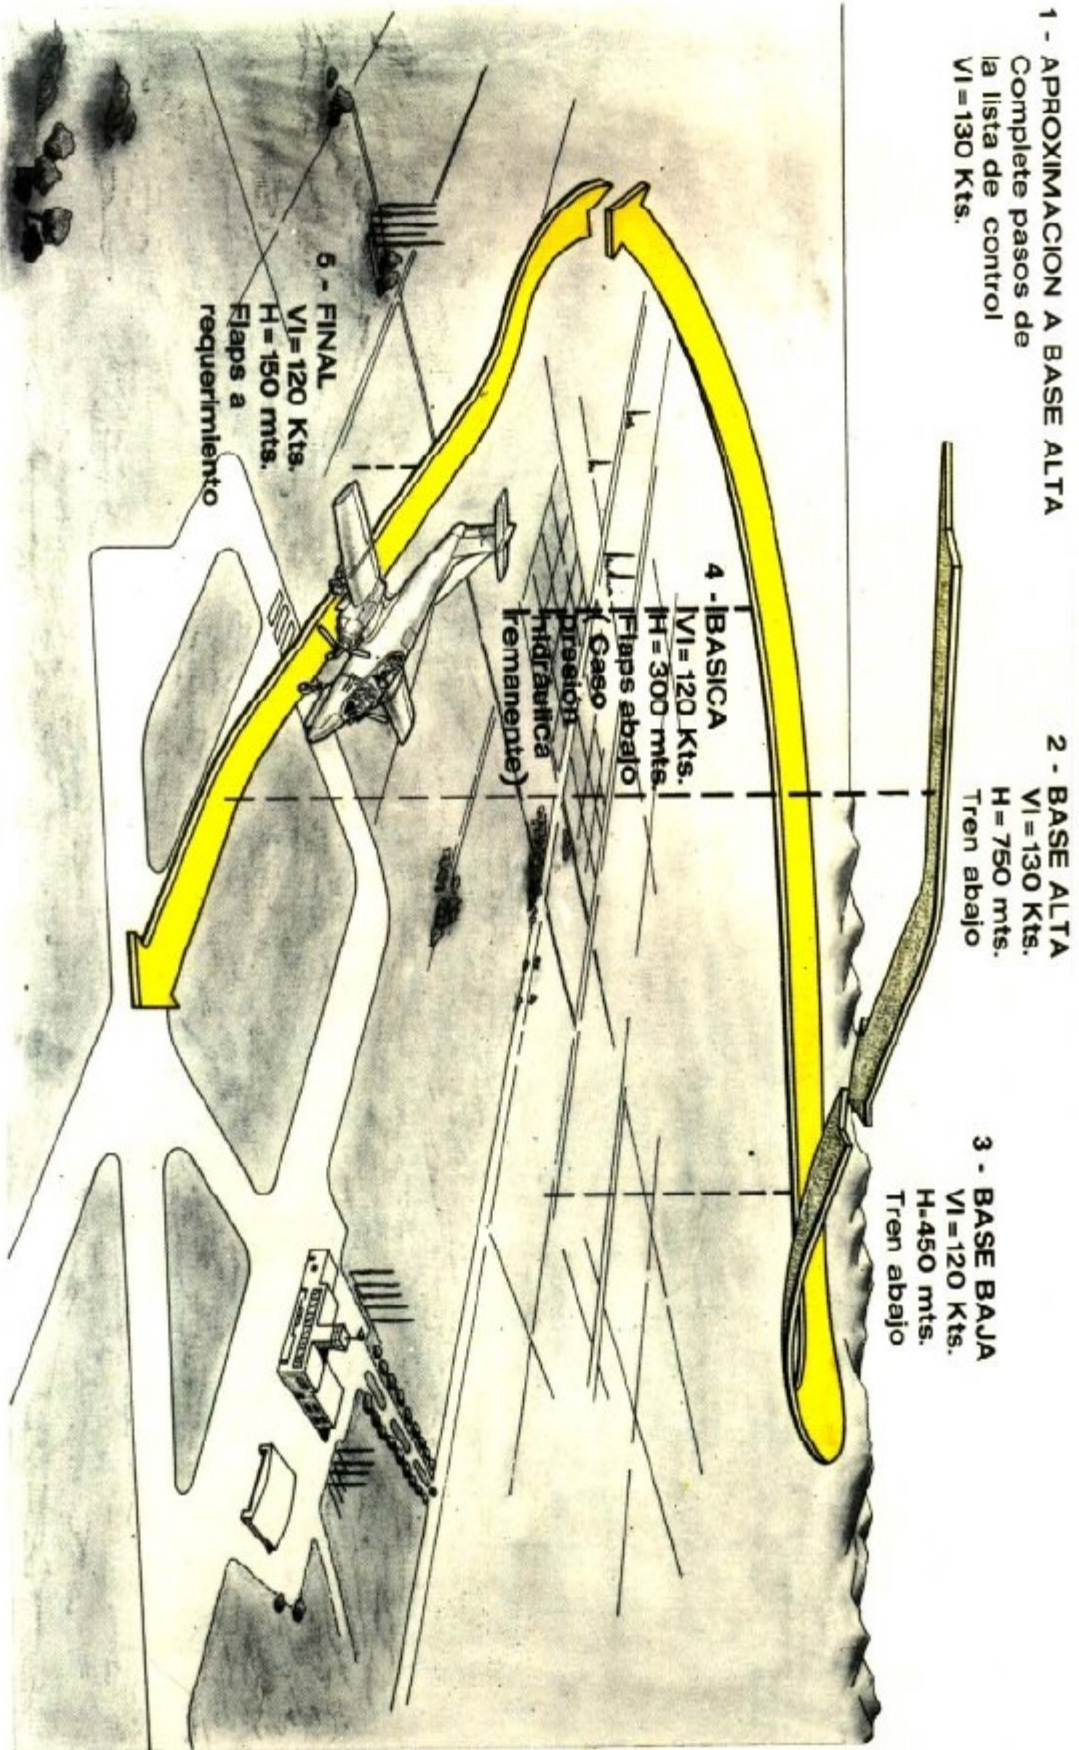 1 - APROXIMACION A BASE ALTA
Complete pasos de
la lista de control
VI=130 Kts.
2 - BASE ALTA
VI=130 Kts.
H=750 mts.
Tren abajo
3 - BASE BAJA
VI=120 Kts.
H=450 mts.
Tren abajo
4 - BASICA
VI=120 Kts.
H=300 mts.
Flaps abajo
(Caso
presión
hidráulica
remanente)
5 - FINAL
VI=120 Kts.
H=150 mts.
Flaps a
requerimiento